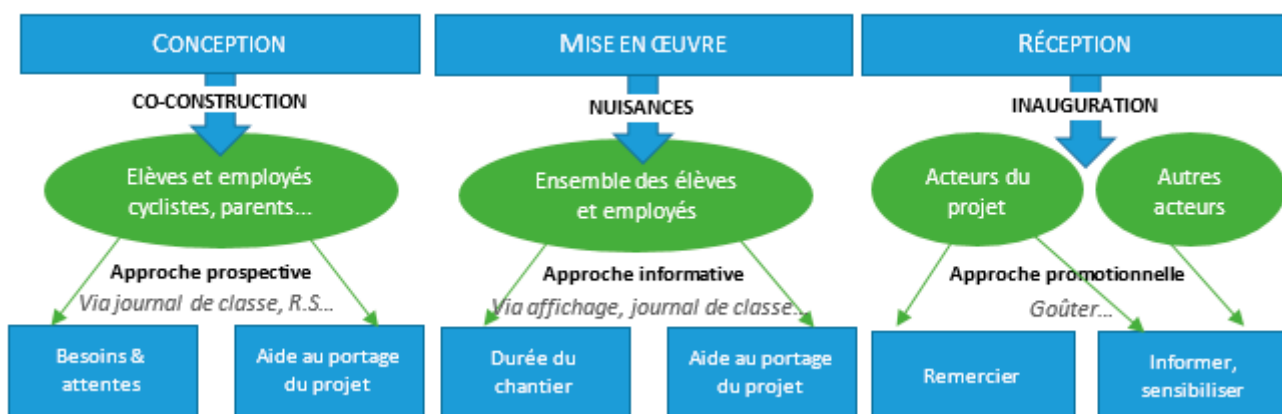 CONCEPTION
CO-CONSTRUCTION
Elèves et employés
cyclistes, parents...
Approche prospective
Via journal de classe, R.S...
Besoins &
attentes
Aide au portage
du projet
MISE EN ŒUVRE
NUISANCES
Ensemble des élèves
et employés
Approche informative
Via affichage, journal de classe...
Durée du
chantier
Aide au portage
du projet
RÉCEPTION
INAUGURATION
Acteurs du
projet
Autres
acteurs
Approche promotionnelle
Goûter...
Remercier
Informer,
sensibiliser